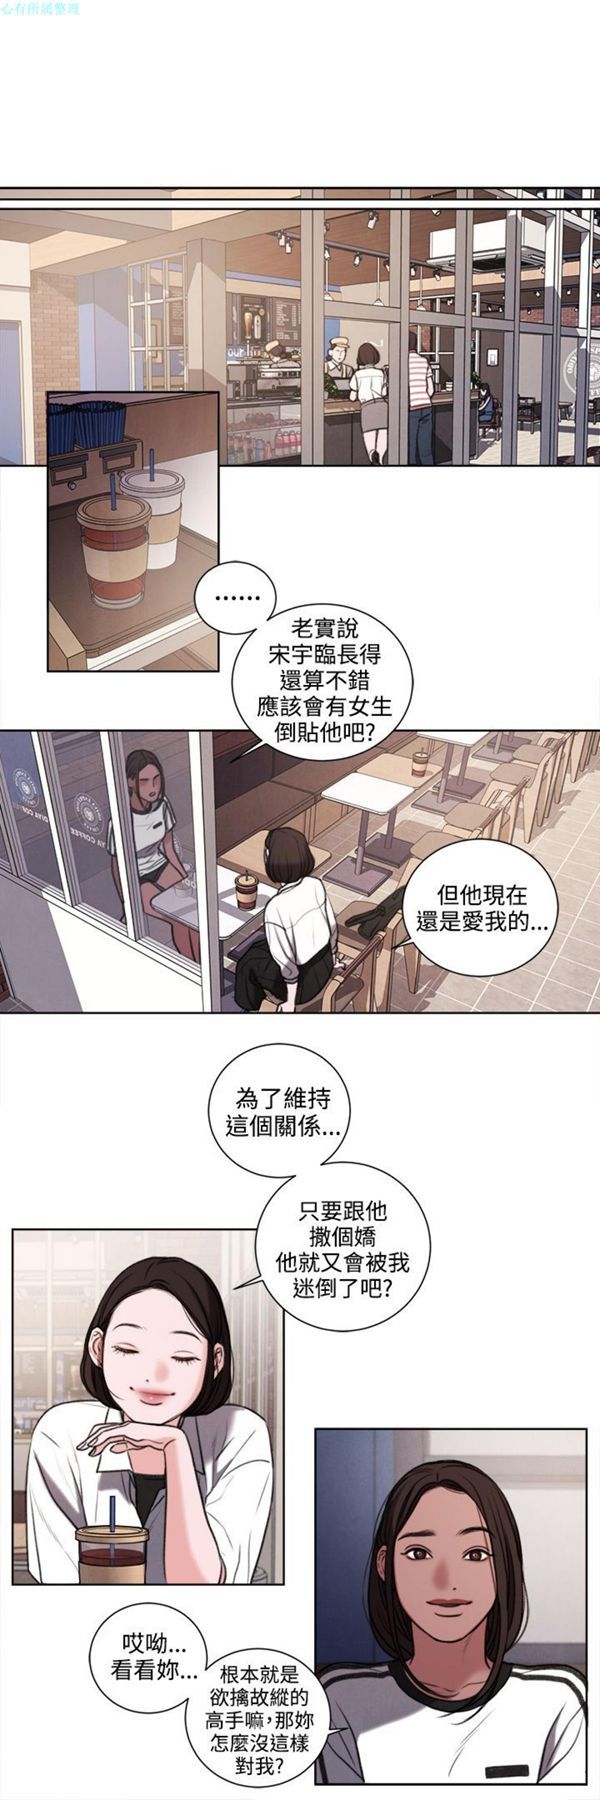 心有所属整理
our l
......
老實說
宋宇臨長得
還算不錯
應該會有女生
倒貼他吧?
但他現在
還是愛我的...
為了維持
這個關係...
只要跟他
撒個嬌
他就又會被我
迷倒了吧?
哎呦...
看看妳...
根本就是
欲擒故縱的
高手嘛,那妳
怎麼沒這樣
對我?